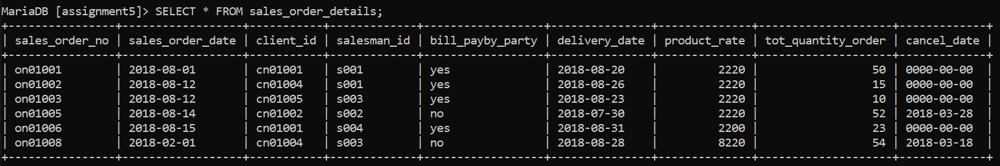 MariaDB [assignment5]> SELECT * FROM sales_order_details;
+----------------+------------------+-----------+-------------+-----------------+---------------+--------------+--------------------+-------------+
| sales_order_no | sales_order_date | client_id | salesman_id | bill_payby_party | delivery_date | product_rate | tot_quantity_order | cancel_date |
+----------------+------------------+-----------+-------------+-----------------+---------------+--------------+--------------------+-------------+
| on01001 | 2018-08-01 | cn01001 | s001 | yes | 2018-08-20 | 2220 | 50 | 0000-00-00 |
| on01002 | 2018-08-12 | cn01004 | s001 | yes | 2018-08-26 | 2220 | 15 | 0000-00-00 |
| on01003 | 2018-08-12 | cn01005 | s003 | yes | 2018-08-23 | 2220 | 10 | 0000-00-00 |
| on01005 | 2018-08-14 | cn01002 | s002 | no | 2018-07-30 | 2220 | 52 | 2018-03-28 |
| on01006 | 2018-08-15 | cn01001 | s004 | yes | 2018-08-31 | 2200 | 23 | 0000-00-00 |
| on01008 | 2018-02-01 | cn01004 | s003 | no | 2018-08-28 | 8220 | 54 | 2018-03-18 |
+----------------+------------------+-----------+-------------+-----------------+---------------+--------------+--------------------+-------------+